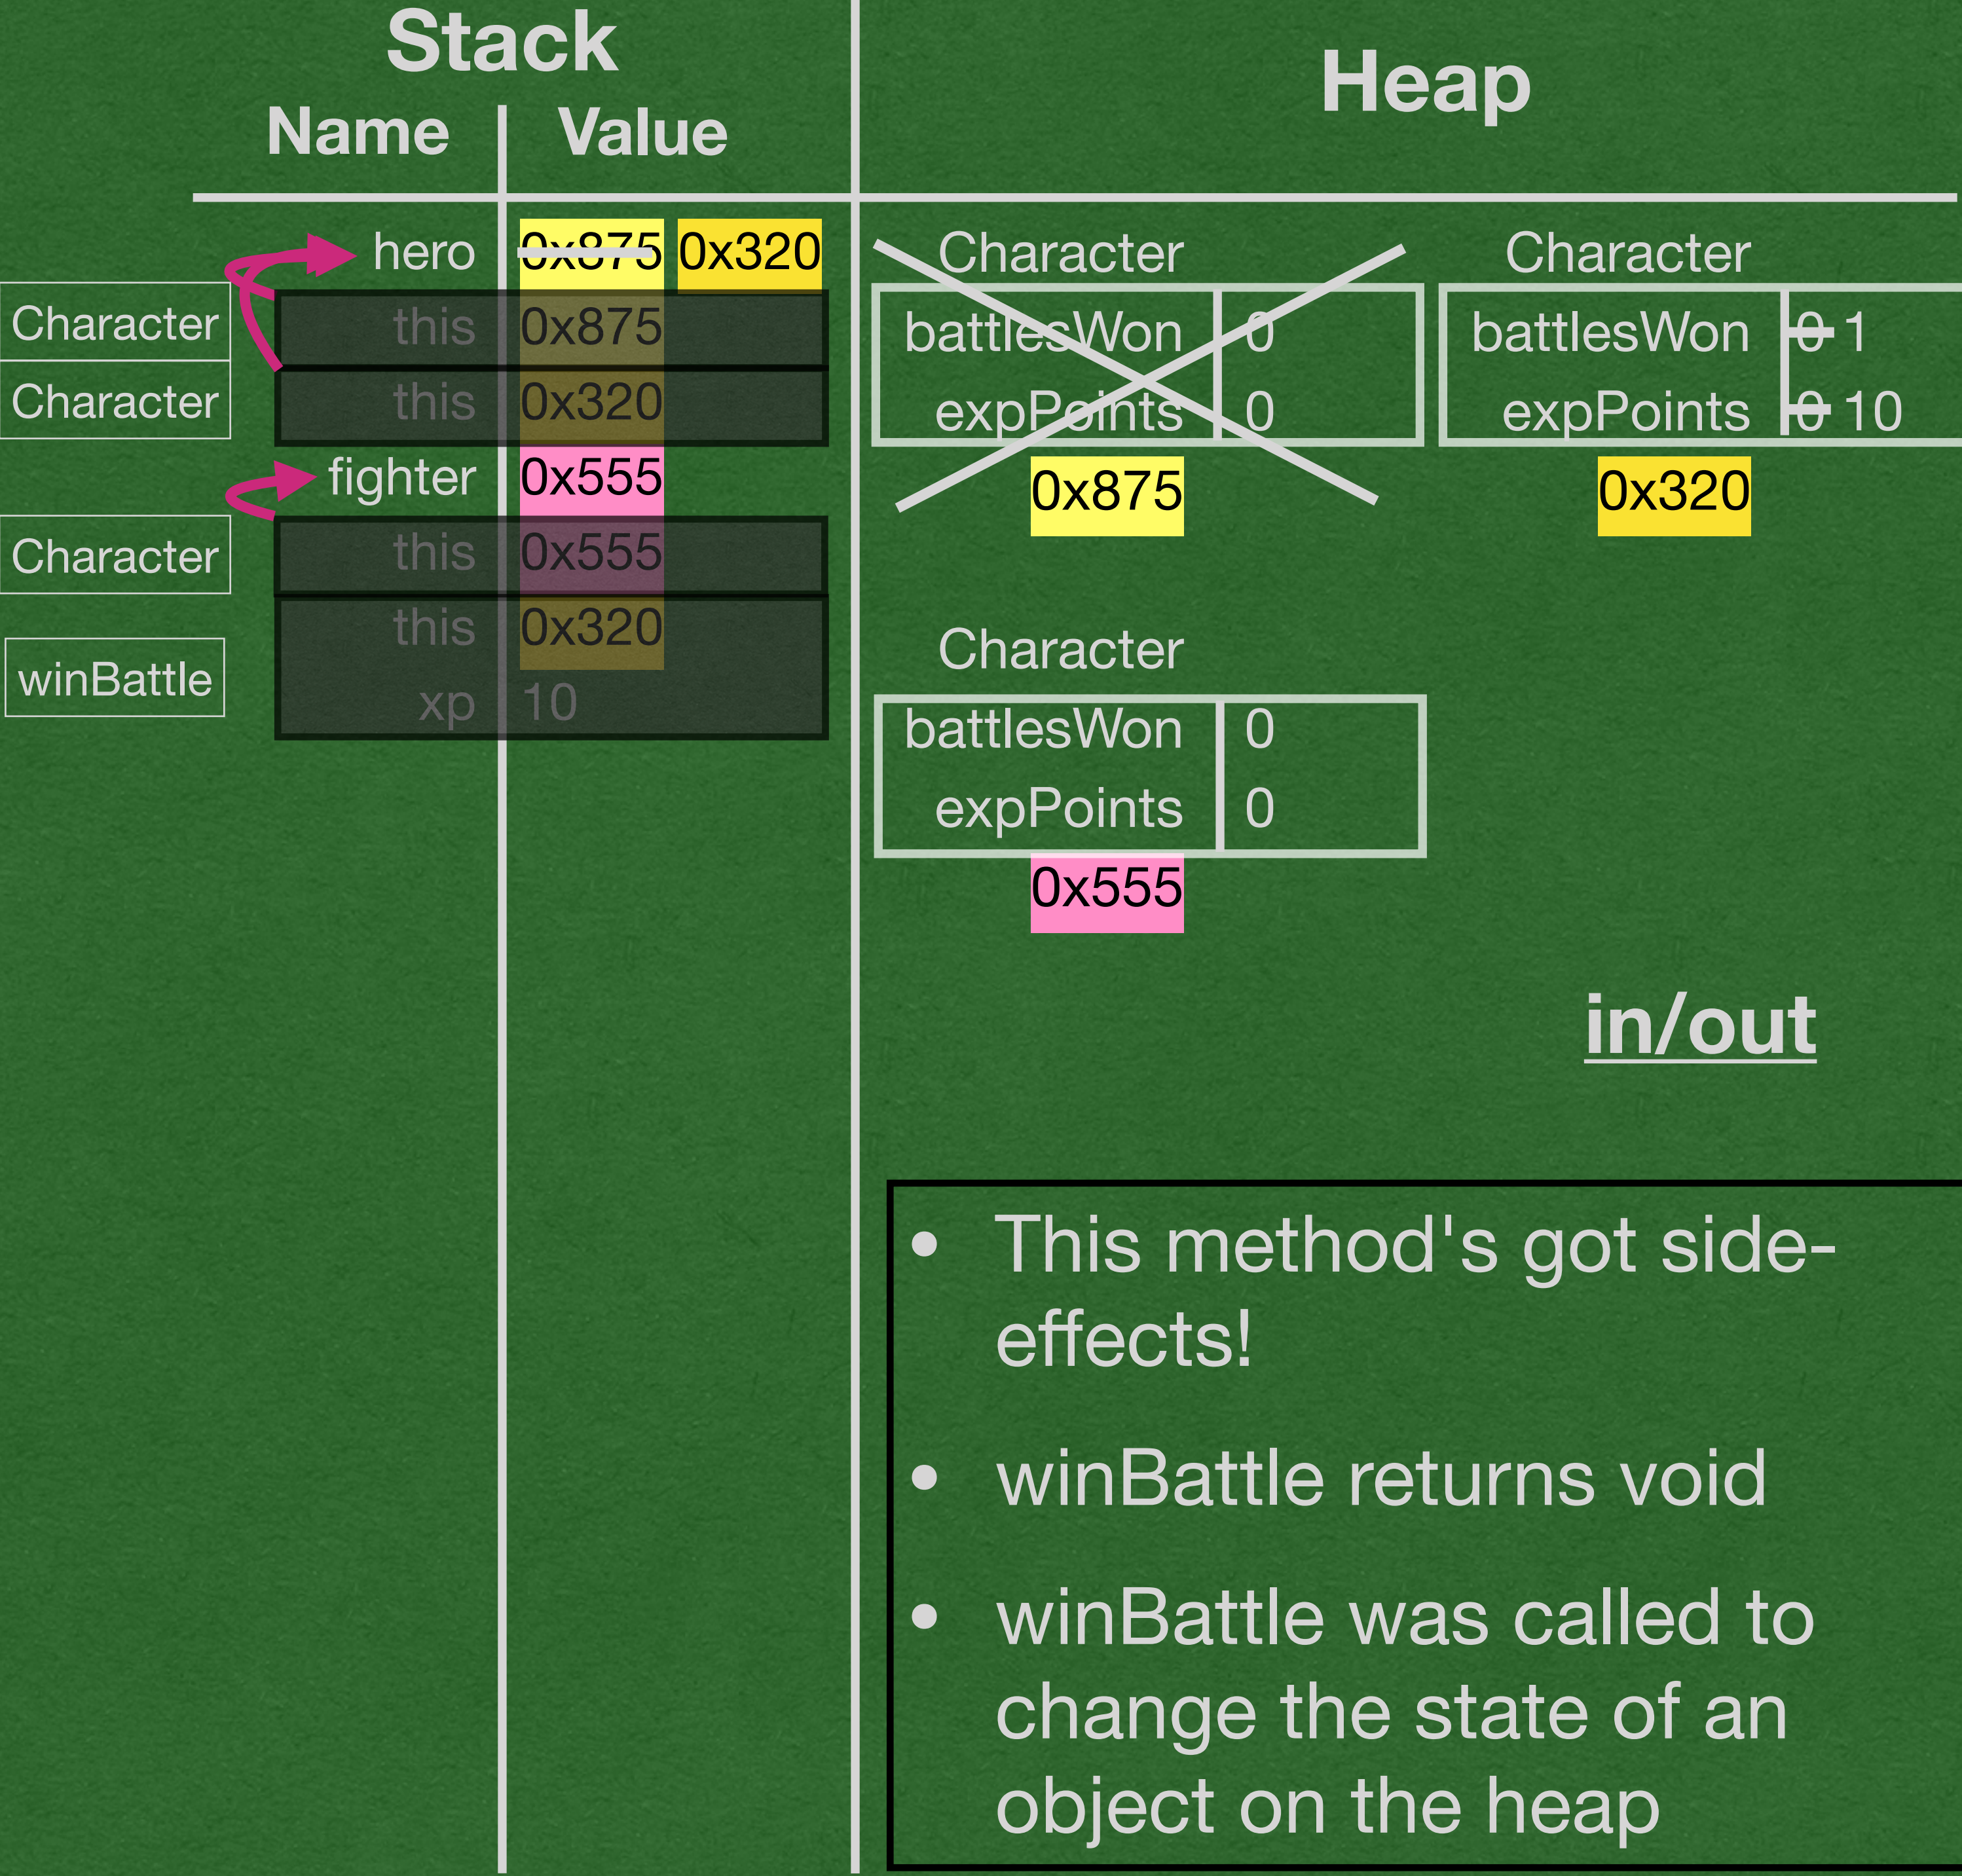 Stack
Name Value
hero 0x875 0x320
Character this 0x875
Character this 0x320
fighter 0x555
Character this 0x555
this 0x320
winBattle
xp 10
Heap
Character
battlesWon 0
expPoints 0
0x875
Character
battlesWon 0 1
expPoints 0 10
0x320
Character
battlesWon 0
expPoints 0
0x555
in/out
• This method's got side-
effects!
• winBattle returns void
• winBattle was called to
change the state of an
object on the heap